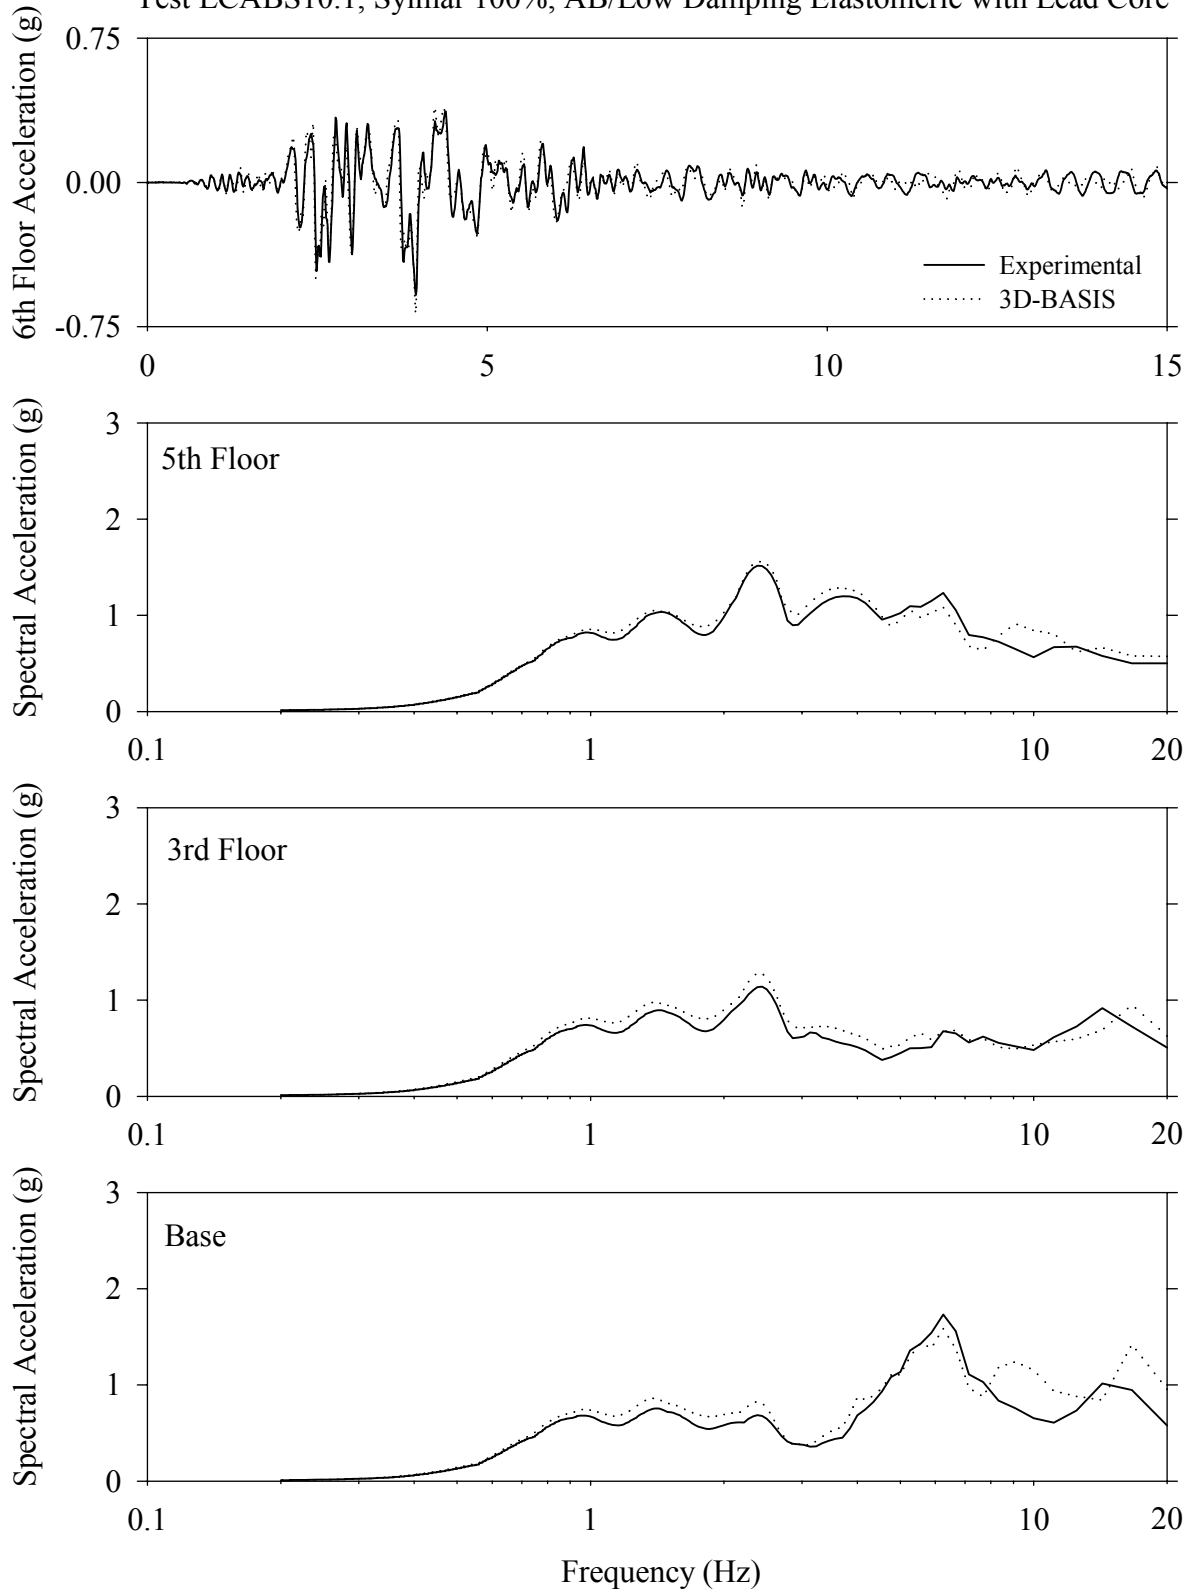 Test LCABS10.1, Sylmar 100%, AB/Low Damping Elastomeric with Lead Core
6th Floor Acceleration (g)
0.75
0.00
-0.75
Experimental
3D-BASIS
0 5 10 15
Spectral Acceleration (g)
3
2
1
0
5th Floor
0.1 1 10 20
Spectral Acceleration (g)
3
2
1
0
3rd Floor
0.1 1 10 20
Spectral Acceleration (g)
3
2
1
0
Base
0.1 1 10 20
Frequency (Hz)